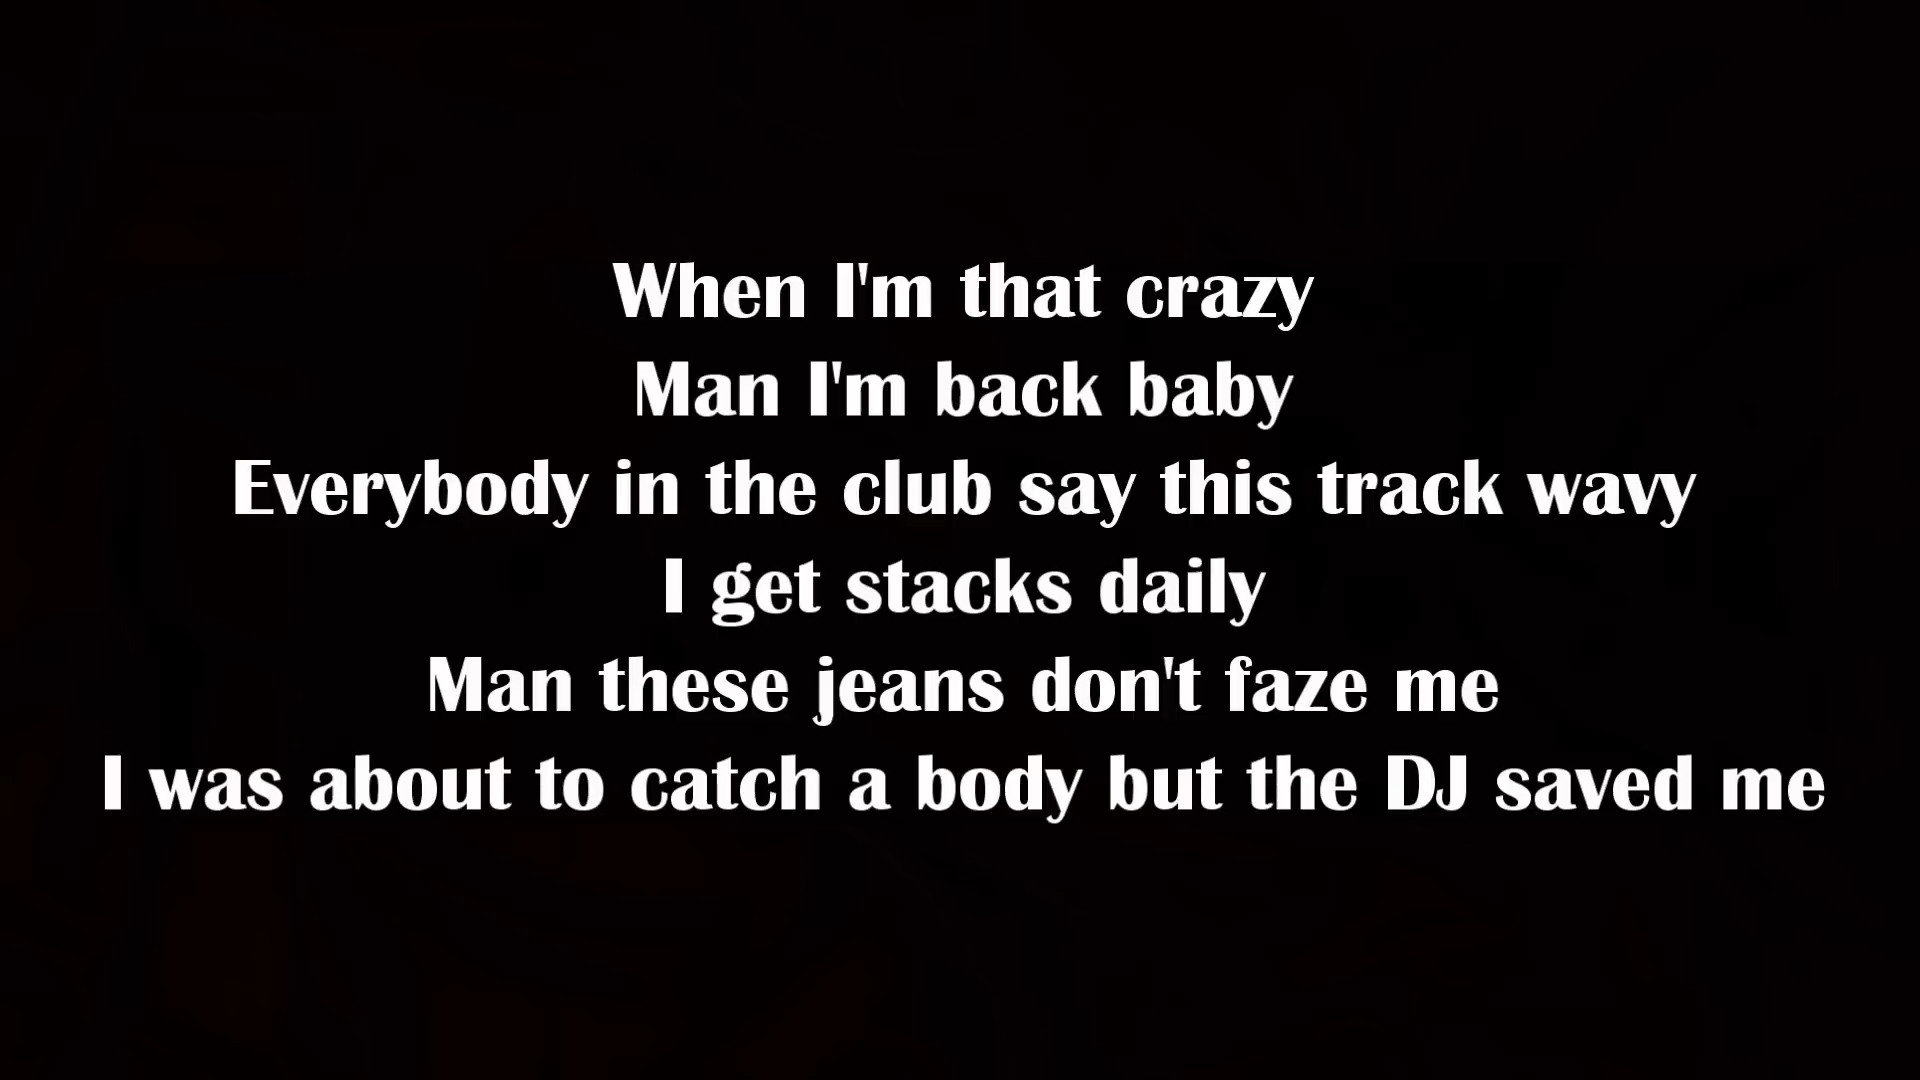 When I'm that crazy
Man I'm back baby
Everybody in the club say this track wavy
I get stacks daily
Man these jeans don't faze me
I was about to catch a body but the DJ saved me